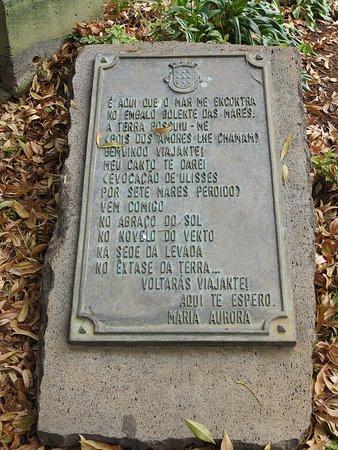 É AQUI QUE O MAR ME ENCONTRA
NO EMBALO DOLENTE DAS MARÉS.
A TERRA POSSUIU-ME
(POIS DOS AMORES LHE CHAMAM)
BENVINDO VIAJANTE!
MEU CANTO TE DAREI
(EVOCAÇÃO DE ULISSES
POR SETE MARES PERDIDO)
VEM COMIGO
NO ABRAÇO DO SOL
NO NOVELO DO VENTO
NA SEDE DA LEVADA
NO ÊXTASE DA TERRA...
VOLTARÁS VIAJANTE!
AQUI TE ESPERO.
MARIA AURORA